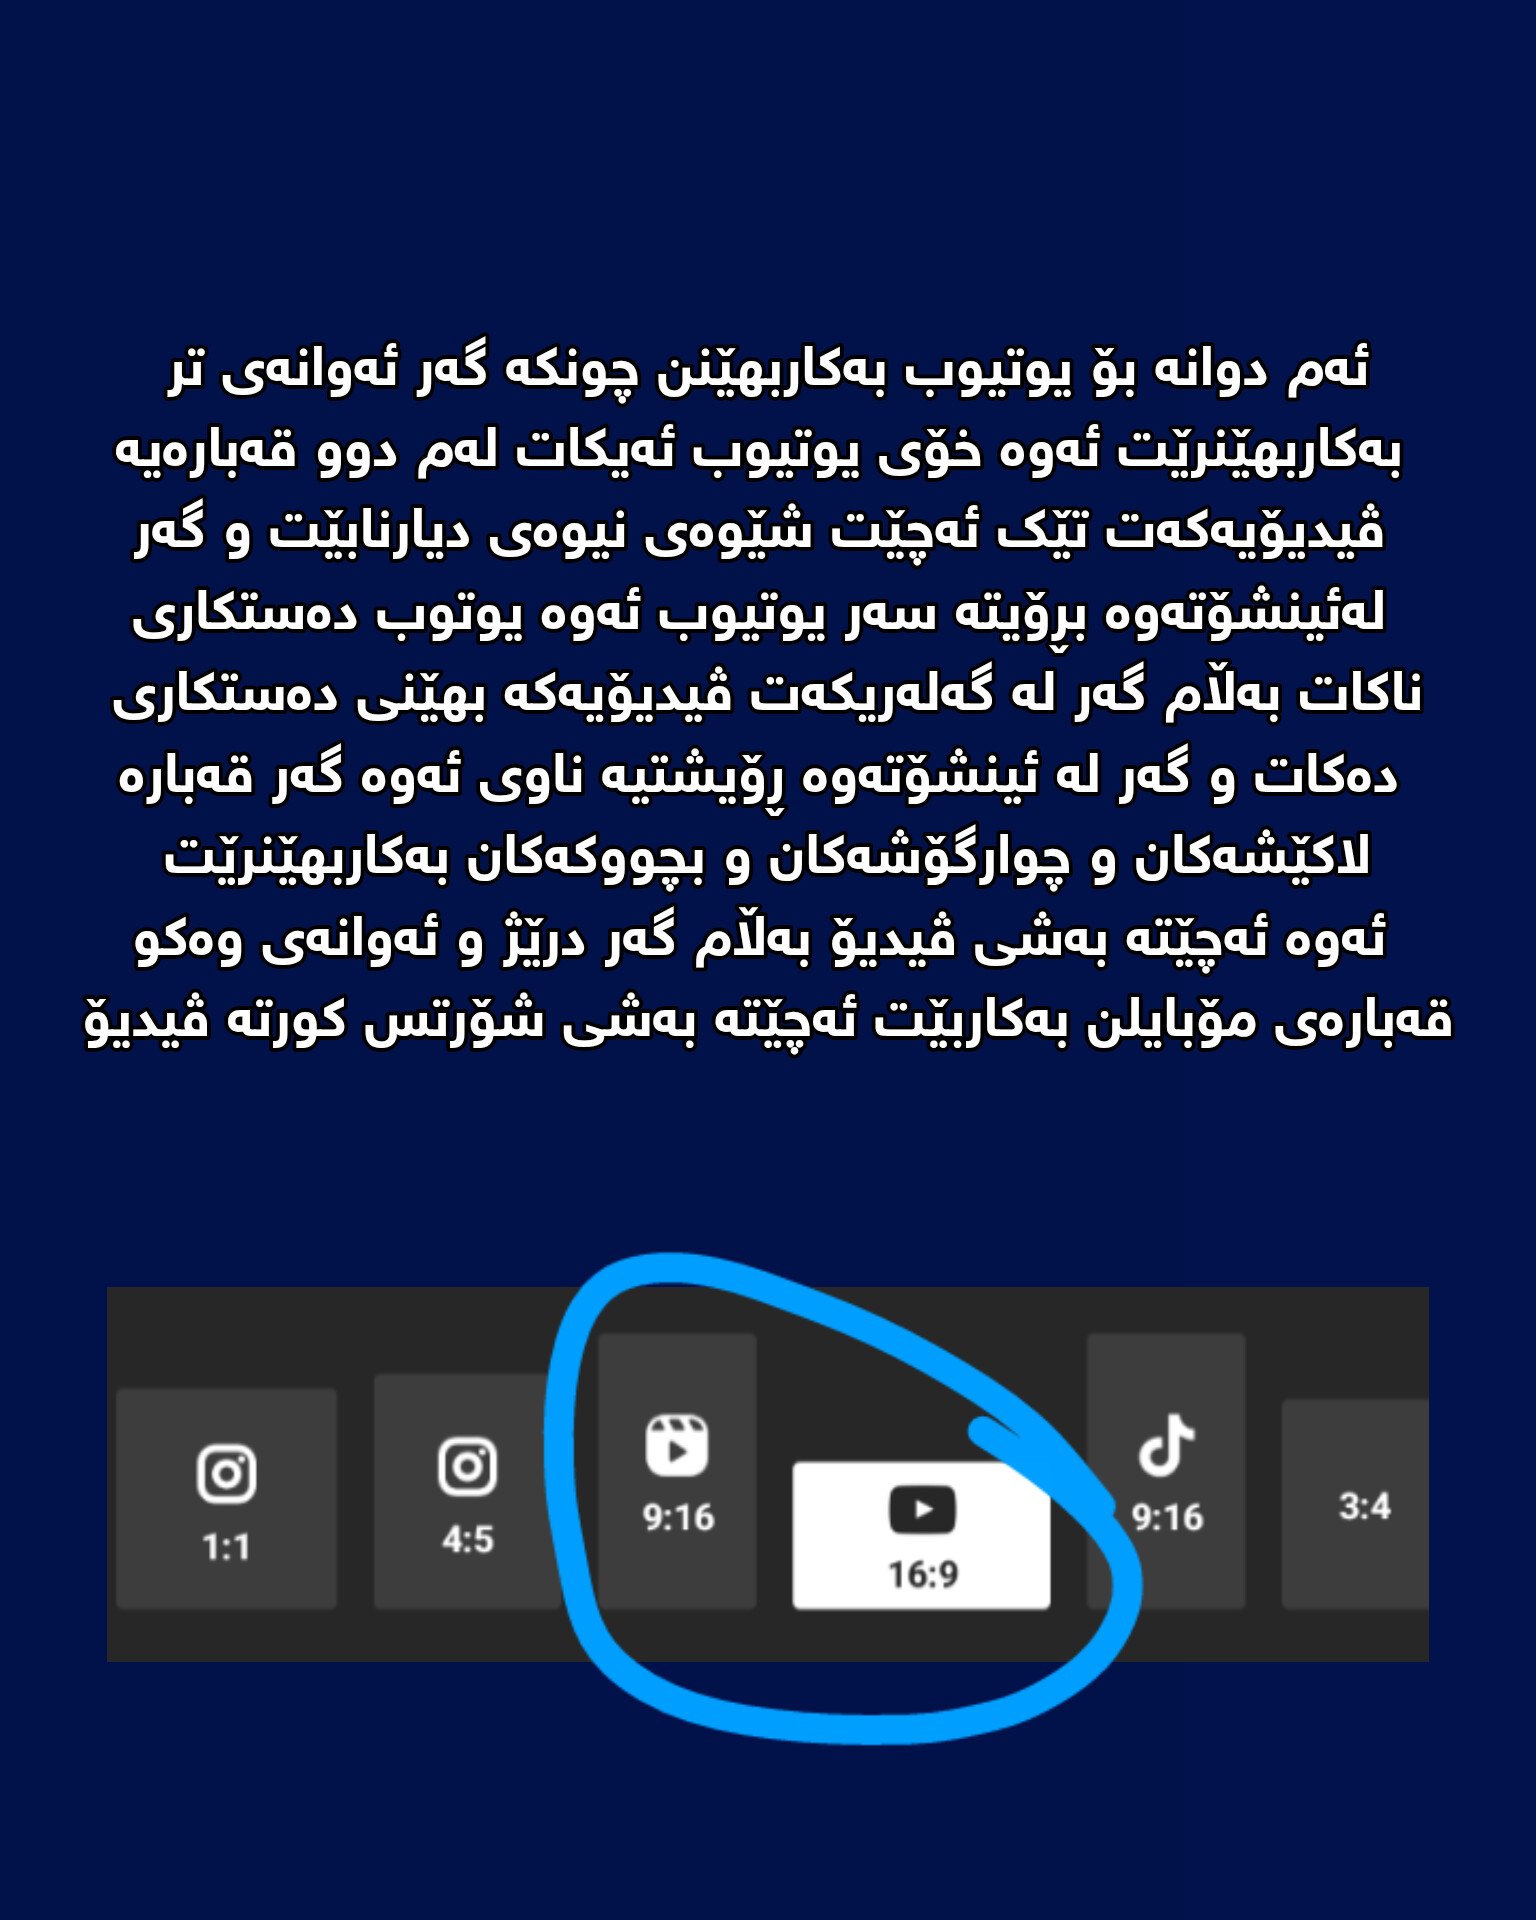 ئەم دوانە بۆ یوتیوب بەکاربهێنن چونکە گەر ئەوانەی تر
بەکاربهێنرێت ئەوە خۆی یوتیوب ئەیکات لەم دوو قەبارەیە
ڤیدیۆیەکەت تێک ئەچێت شێوەی نیوەی دیارنابێت و گەر
لەئینشۆتەوە بڕۆیتە سەر یوتیوب ئەوە یوتوب دەستکاری
ناکات بەڵام گەر لە گەلەریکەت ڤیدیۆیەکە بهێنی دەستکاری
دەکات و گەر لە ئینشۆتەوە ڕۆیشتیە ناوی ئەوە گەر قەبارە
لاکێشەکان و چوارگۆشەکان و بچووکەکان بەکاربهێنرێت
ئەوە ئەچێتە بەشی ڤیدیۆ بەڵام گەر درێژ و ئەوانەی وەکو
قەبارەی مۆبایلن بەکاربێت ئەچێتە بەشی شۆرتس کورتە ڤیدیۆ
1:1
4:5
9:16
16:9
9:16
3:4